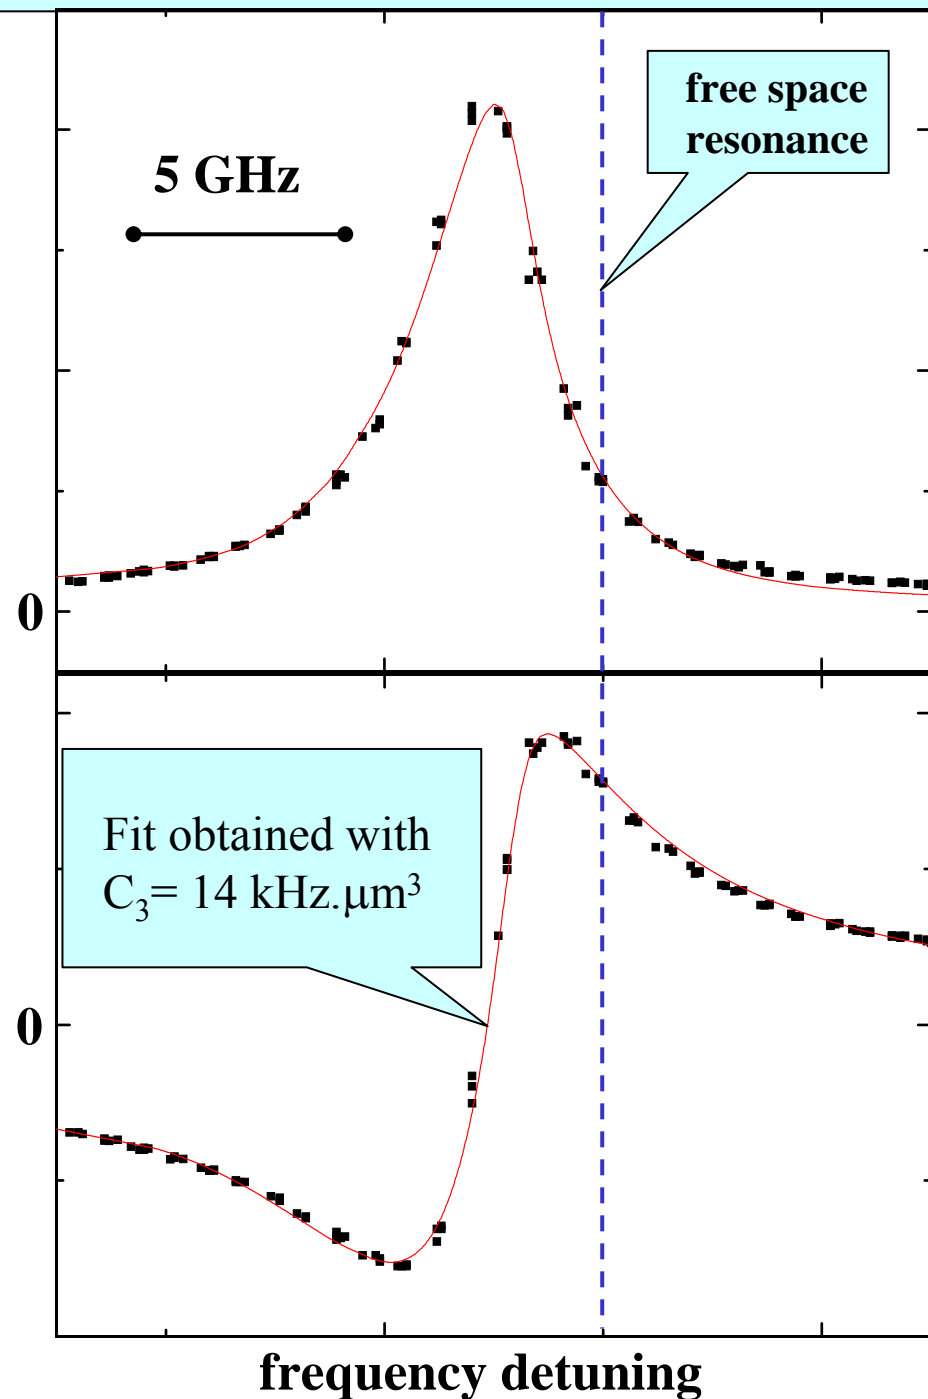 free space
resonance
5 GHz
0
Fit obtained with
C₃= 14 kHz.μm³
0
frequency detuning